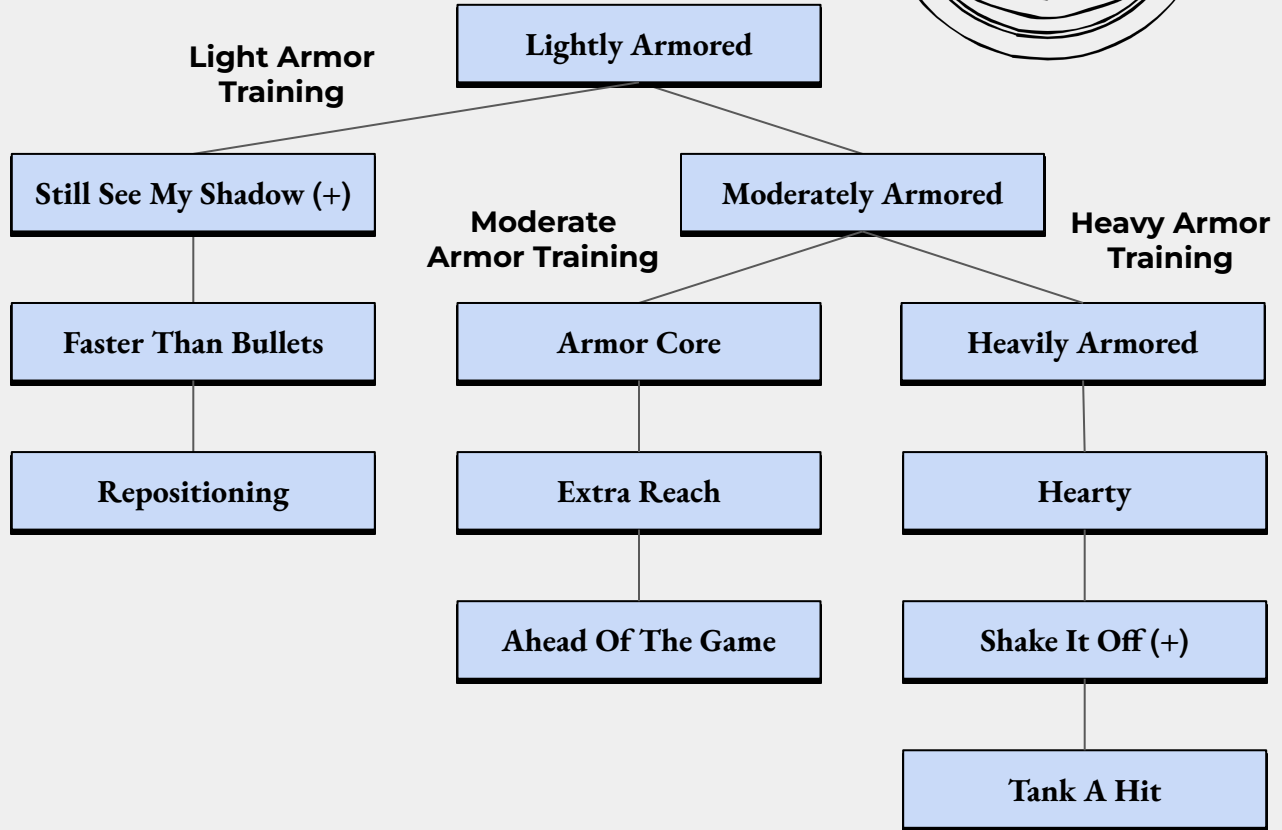 Lightly Armored
Light Armor
Training
Still See My Shadow (+)
Moderately Armored
Moderate
Armor Training
Heavy Armor
Training
Faster Than Bullets
Armor Core
Heavily Armored
Repositioning
Extra Reach
Hearty
Ahead Of The Game
Shake It Off (+)
Tank A Hit